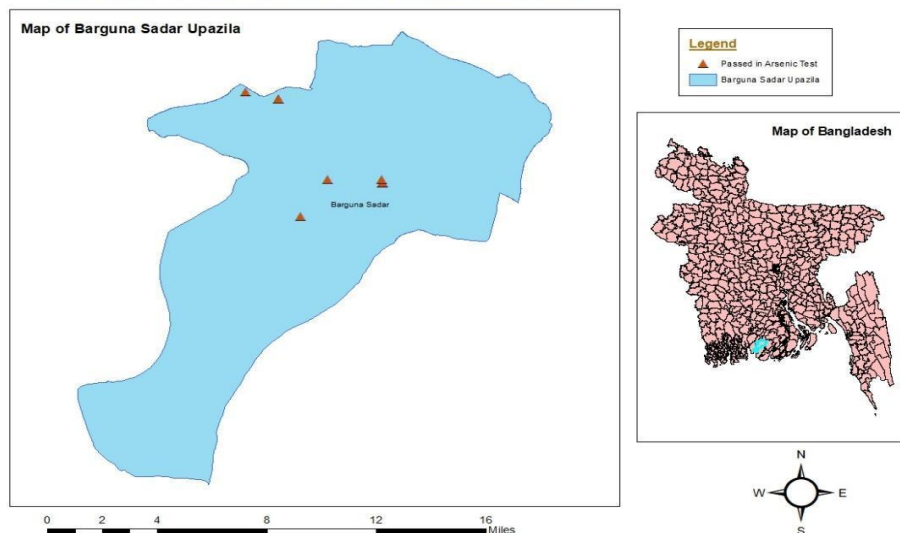 Map of Barguna Sadar Upazila
Barguna Sadar
Legend
Passed in Arsenic Test
Barguna Sadar Upazila
Map of Bangladesh
N
W E
S
0 2 4 8 12 16
Miles